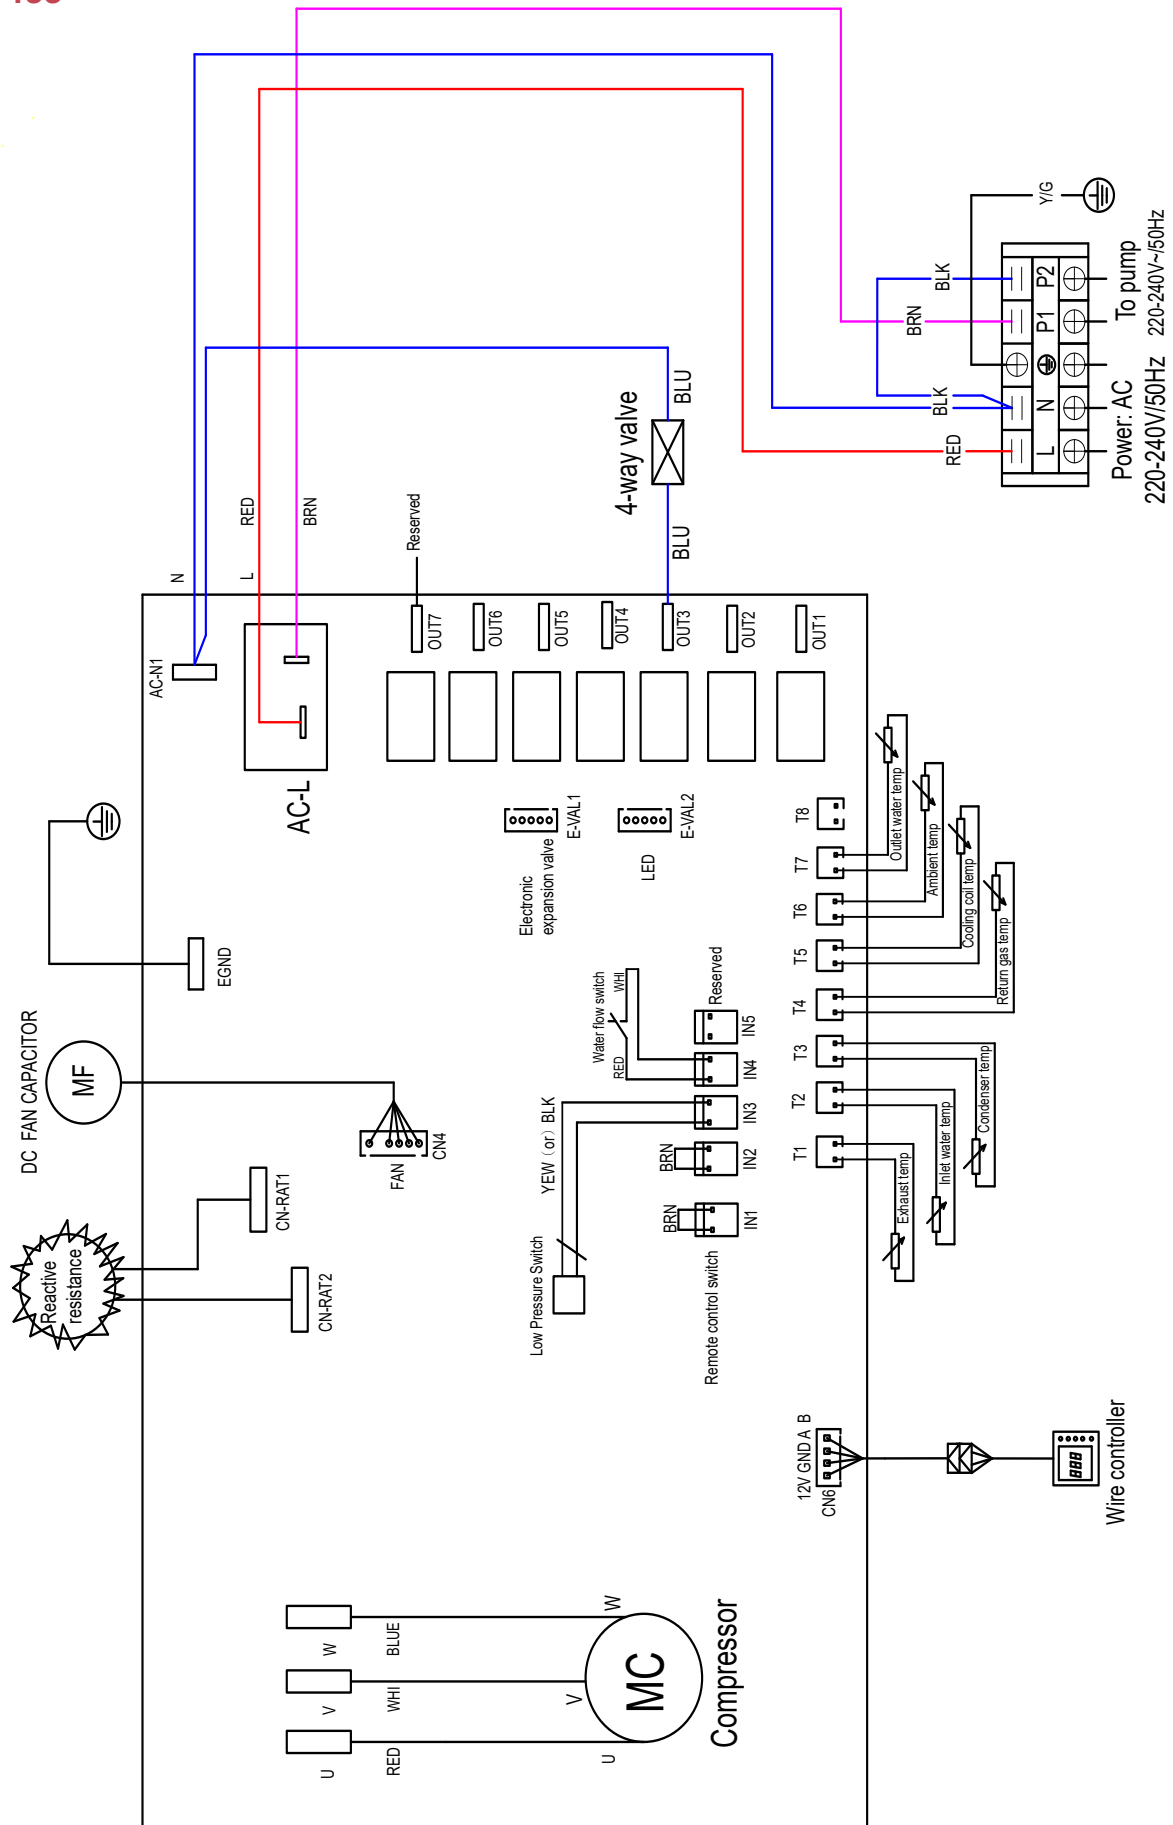 DC FAN CAPACITOR
MF
Reactive
resistance
CN-RAT1
CN-RAT2
FAN
CN4
EGND
AC-N1
N
AC-L
L
RED
BRN
Reserved
OUT7
OUT6
OUT5
OUT4
OUT3
OUT2
OUT1
4-way valve
BLU
BLU
Electronic
expansion valve
E-VAL1
LED
E-VAL2
Water flow switch
RED
WHI
Low Pressure Switch
YEW (or) BLK
Remote control switch
BRN
BRN
Reserved
IN1
IN2
IN3
IN4
IN5
T1
T2
T3
T4
T5
T6
T7
T8
Exhaust temp
Inlet water temp
Condenser temp
Return gas temp
Cooling coil temp
Ambient temp
Outlet water temp
12V GND A B
CN6
Wire controller
888
U
V
W
RED
WHI
BLUE
U
V
W
MC
Compressor
RED
BLK
BRN
BLK
Y/G
L
N
P1
P2
Power: AC
220-240V/50Hz
To pump
220-240V~/50Hz